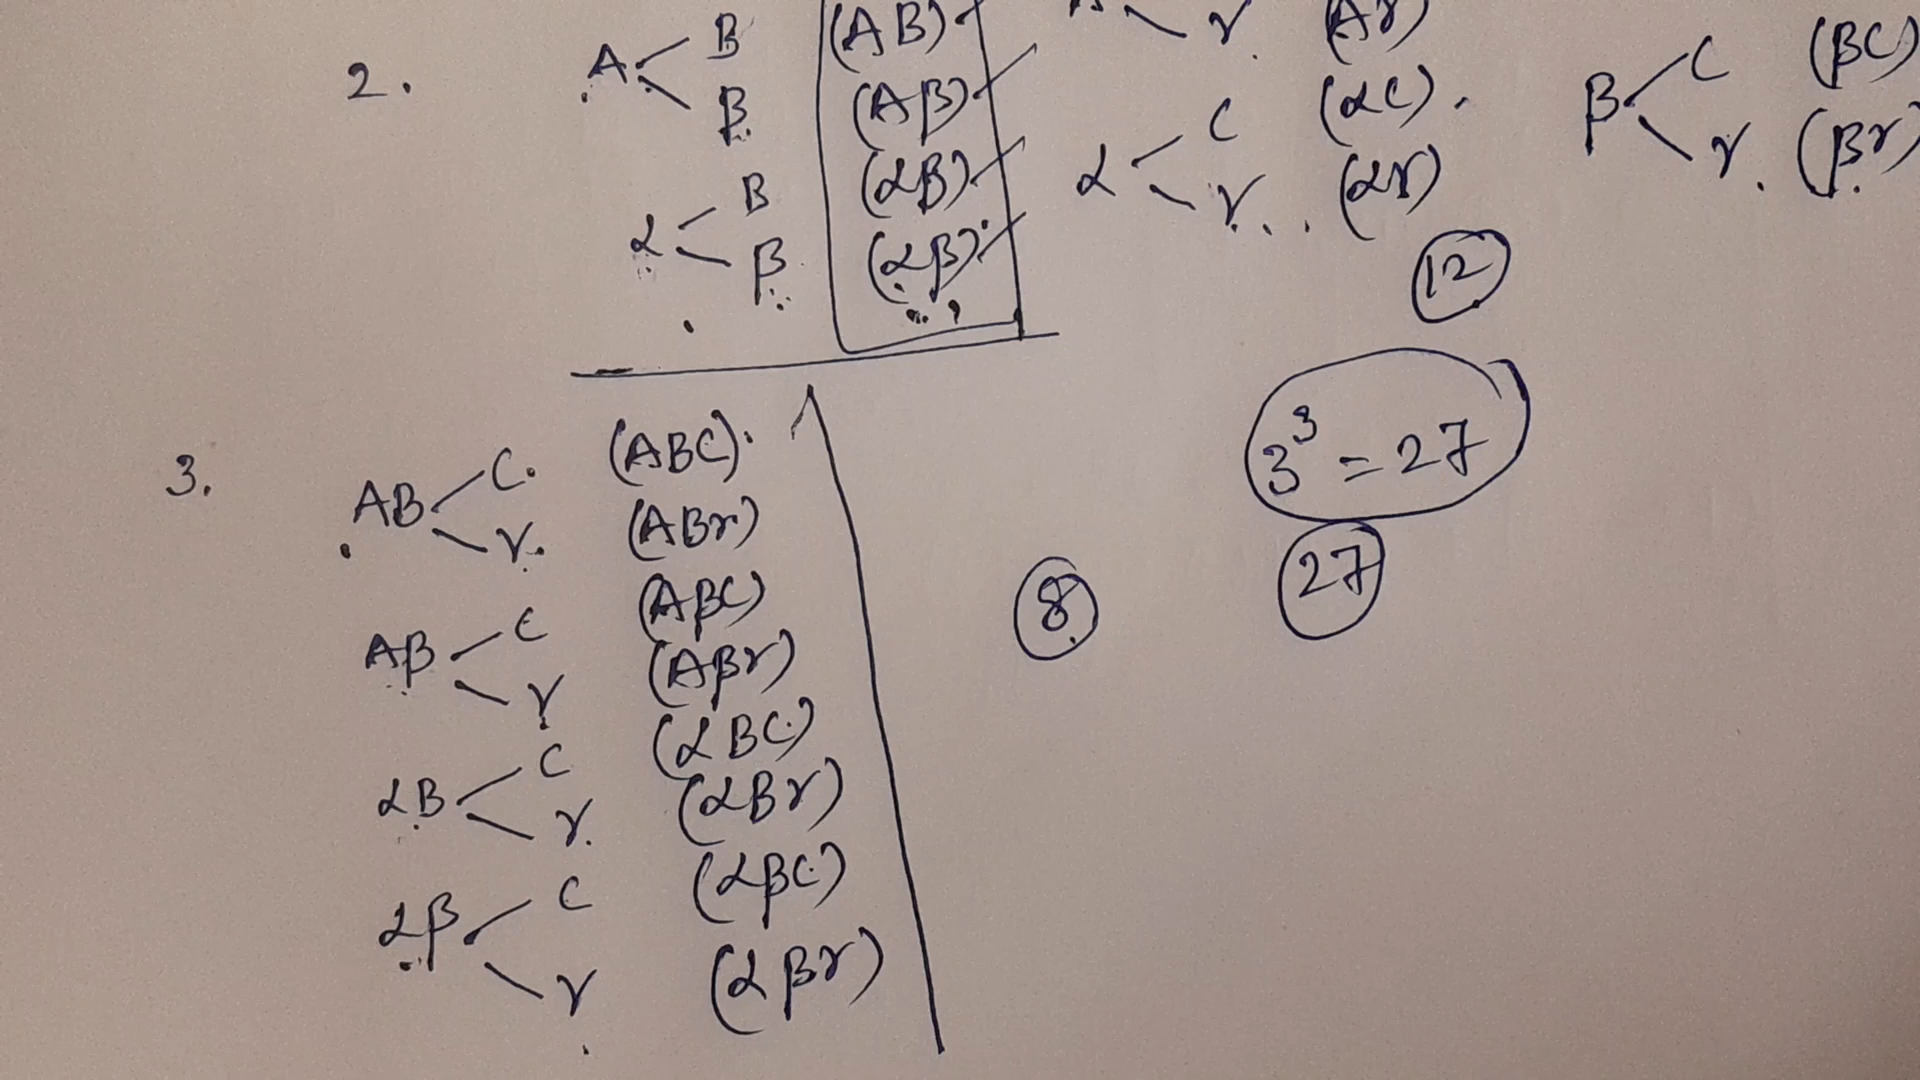 2. A B (AB) γ (Aγ)
β (Aβ) α C (αC) β C (βC)
α B (αB) γ (αγ) γ (βγ)
β (αβ) 12
3. AB C (ABC) 3³ = 27
γ (ABγ) 27
Aβ C (AβC) 8
γ (Aβγ)
αB C (αBC)
γ (αBγ)
αβ C (αβC)
γ (αβγ)